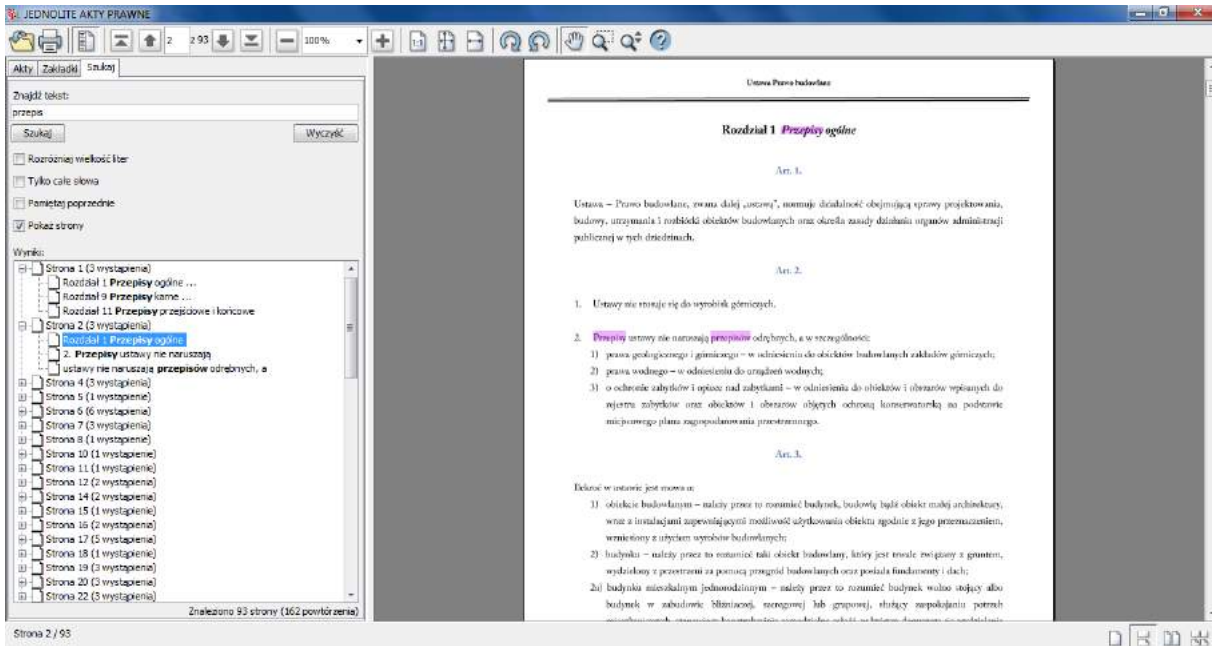 JEDNOLITE AKTY PRAWNE
2 z 93 100%
Akty Zakładki Szukaj
Znajdź tekst:
przepis
Szukaj Wyczyść
Rozróżniaj wielkość liter
Tylko całe słowa
Pamiętaj poprzednie
Pokaż strony
Wyniki:
Strona 1 (3 wystąpienia)
Rozdział 1 Przepisy ogólne ...
Rozdział 9 Przepisy karne ...
Rozdział 11 Przepisy przejściowe i końcowe
Strona 2 (3 wystąpienia)
Rozdział 1 Przepisy ogólne
2. Przepisy ustawy nie naruszają
ustawy nie naruszają przepisów odrębnych, a
Strona 4 (3 wystąpienia)
Strona 5 (1 wystąpienie)
Strona 6 (6 wystąpienia)
Strona 7 (3 wystąpienia)
Strona 8 (1 wystąpienie)
Strona 10 (1 wystąpienie)
Strona 11 (1 wystąpienie)
Strona 12 (2 wystąpienia)
Strona 14 (2 wystąpienia)
Strona 15 (1 wystąpienie)
Strona 16 (2 wystąpienia)
Strona 17 (5 wystąpienia)
Strona 18 (1 wystąpienie)
Strona 19 (3 wystąpienia)
Strona 20 (3 wystąpienia)
Strona 22 (3 wystąpienia)
Znaleziono 93 strony (162 powtórzenia)
Strona 2 / 93
Ustawa Prawo budowlane
Rozdział 1 Przepisy ogólne
Art. 1.
Ustawa – Prawo budowlane, zwana dalej „ustawą”, normuje działalność obejmującą sprawy projektowania,
budowy, utrzymania i rozbiórki obiektów budowlanych oraz określa zasady działania organów administracji
publicznej w tych dziedzinach.
Art. 2.
1. Ustawy nie stosuje się do wyrobisk górniczych.
2. Przepisy ustawy nie naruszają przepisów odrębnych, a w szczególności:
1) prawa geologicznego i górniczego – w odniesieniu do obiektów budowlanych zakładów górniczych;
2) prawa wodnego – w odniesieniu do urządzeń wodnych;
3) o ochronie zabytków i opiece nad zabytkami – w odniesieniu do obiektów i obszarów wpisanych do
rejestru zabytków oraz obiektów i obszarów objętych ochroną konserwatorską na podstawie
miejscowego planu zagospodarowania przestrzennego.
Art. 3.
Ilekroć w ustawie jest mowa o:
1) obiekcie budowlanym – należy przez to rozumieć budynek, budowlę bądź obiekt małej architektury,
wraz z instalacjami zapewniającymi możliwość użytkowania obiektu zgodnie z jego przeznaczeniem,
wzniesiony z użyciem wyrobów budowlanych;
2) budynku – należy przez to rozumieć taki obiekt budowlany, który jest trwale związany z gruntem,
wydzielony z przestrzeni za pomocą przegród budowlanych oraz posiada fundamenty i dach;
2a) budynku mieszkalnym jednorodzinnym – należy przez to rozumieć budynek wolno stojący albo
budynek w zabudowie bliźniaczej, szeregowej lub grupowej, służący zaspokajaniu potrzeb